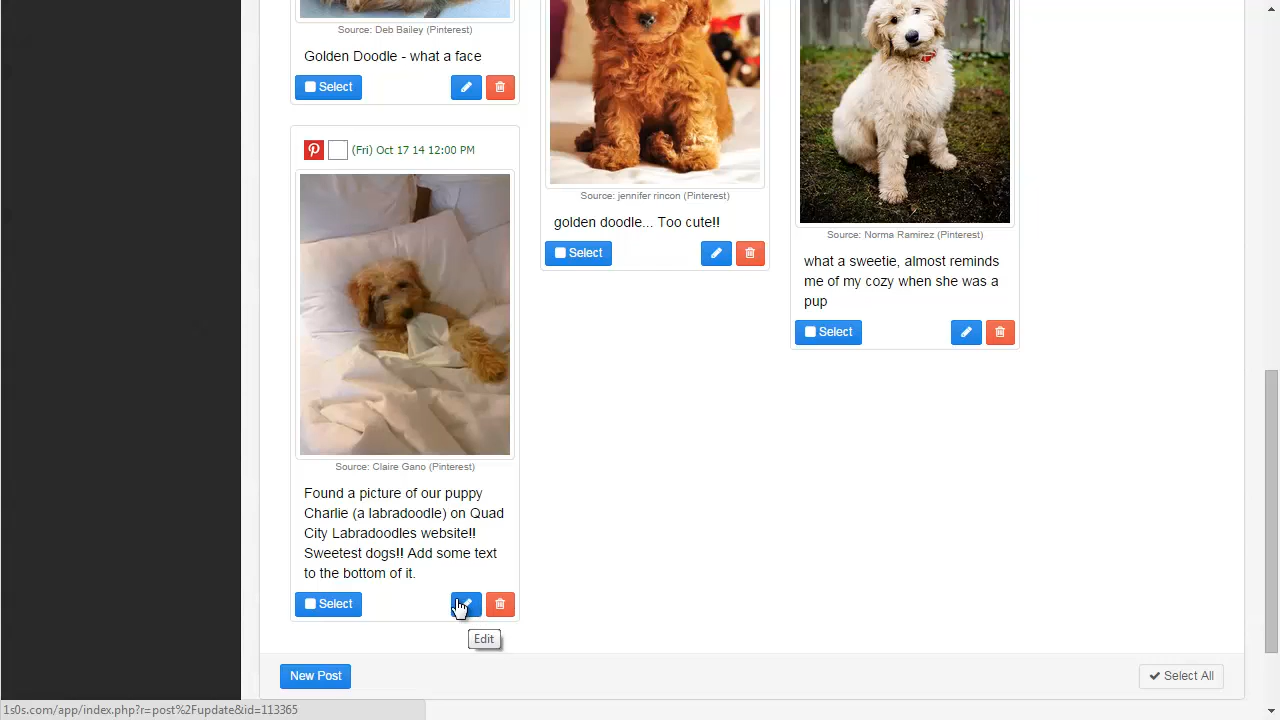 Source: Deb Bailey (Pinterest)
Golden Doodle - what a face
Select
(Fri) Oct 17 14 12:00 PM
Source: Claire Gano (Pinterest)
Found a picture of our puppy
Charlie (a labradoodle) on Quad
City Labradoodles website!!
Sweetest dogs!! Add some text
to the bottom of it.
Select
Edit
Source: jennifer rincon (Pinterest)
golden doodle... Too cute!!
Select
Source: Norma Ramirez (Pinterest)
what a sweetie, almost reminds
me of my cozy when she was a
pup
Select
New Post
Select All
1s0s.com/app/index.php?r=post%2Fupdate&id=113365